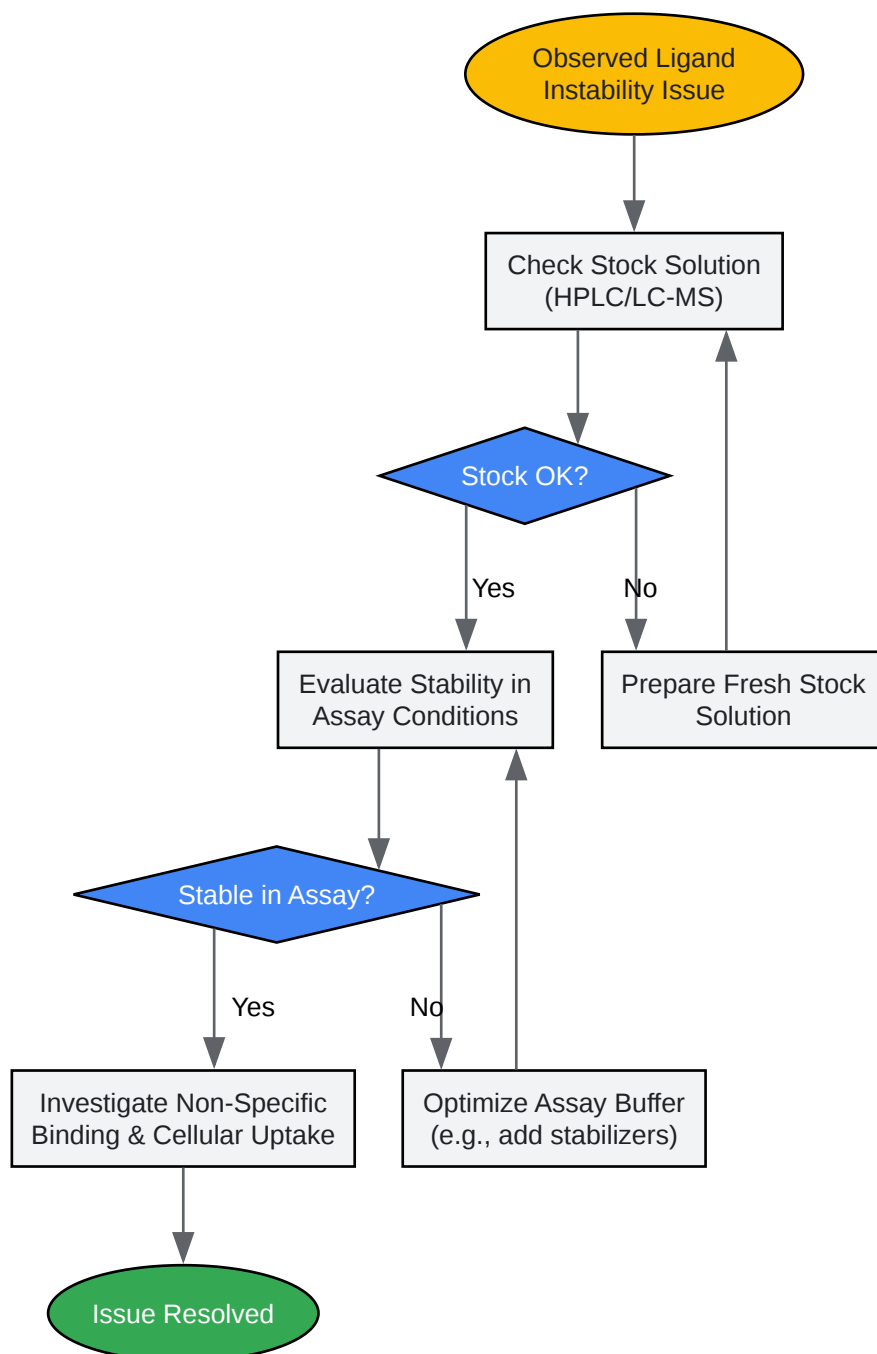 Observed Ligand
Instability Issue
Check Stock Solution
(HPLC/LC-MS)
Stock OK?
Yes
No
Evaluate Stability in
Assay Conditions
Prepare Fresh Stock
Solution
Stable in Assay?
Yes
No
Investigate Non-Specific
Binding & Cellular Uptake
Optimize Assay Buffer
(e.g., add stabilizers)
Issue Resolved